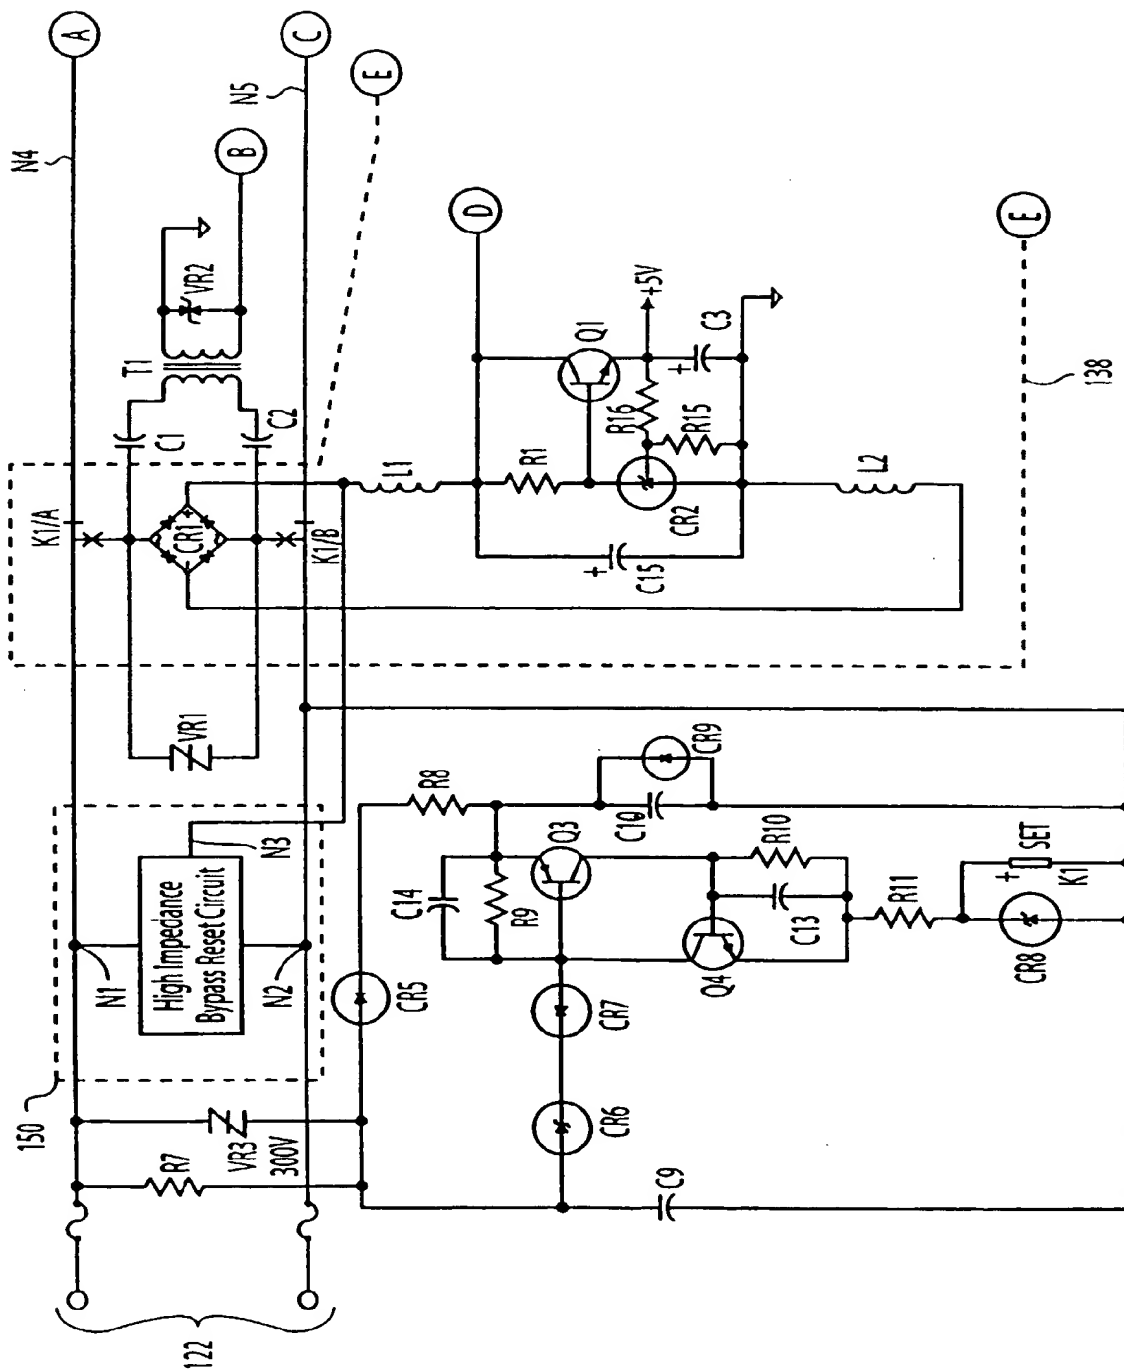 A
N4
C
N5
E
B
VR2
T1
C1
C2
D
+5V
Q1
+
C3
R16
R15
R1
CR2
+
C15
L1
L2
E
138
K1/A
+
CR1
-
K1/B
VR1
R8
CR9
C10
Q3
C14
R9
R10
C13
Q4
R11
+
SET
K1
CR8
CR5
CR7
CR6
C9
N3
High Impedance
Bypass Reset Circuit
N1
N2
150
VR3
300V
R7
122